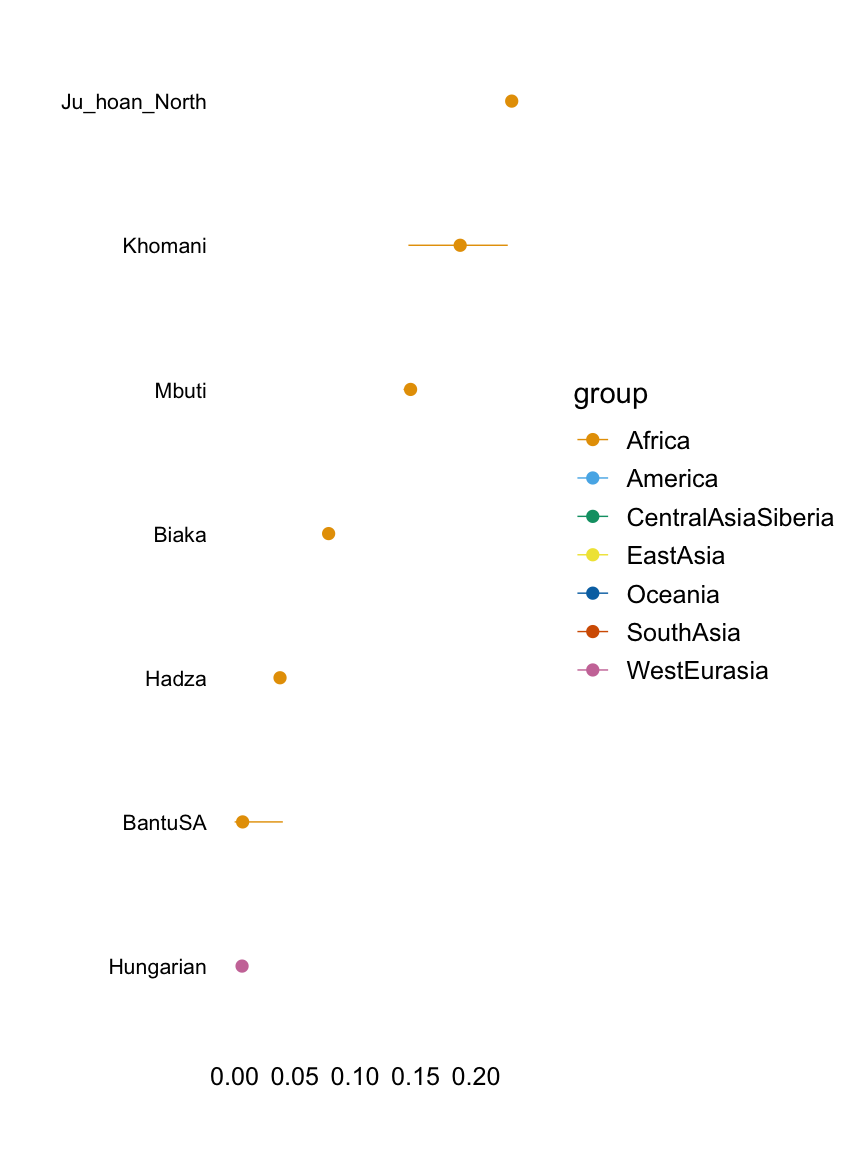 Ju_hoan_North
Khomani
Mbuti
Biaka
Hadza
BantuSA
Hungarian
0.00 0.05 0.10 0.15 0.20
group
Africa
America
CentralAsiaSiberia
EastAsia
Oceania
SouthAsia
WestEurasia